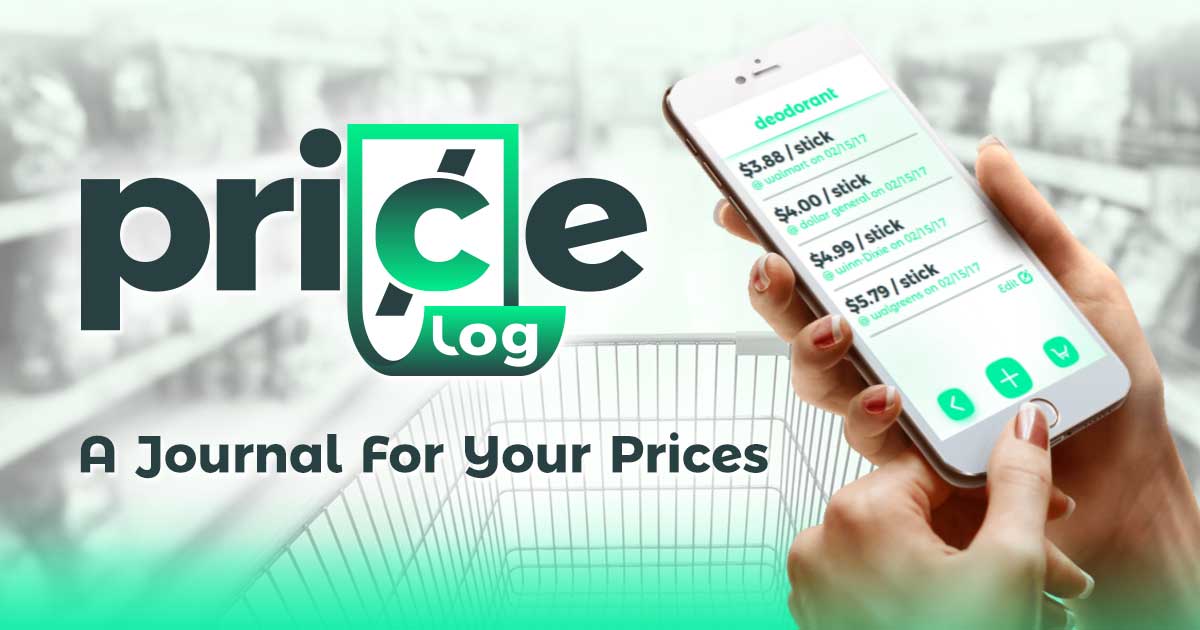 price
log
A Journal For Your Prices
deodorant
$3.88 / stick
@ walmart on 02/15/17
$4.00 / stick
@ dollar general on 02/15/17
$4.99 / stick
@ winn-Dixie on 02/15/17
$5.79 / stick
@ walgreens on 02/15/17
Edit